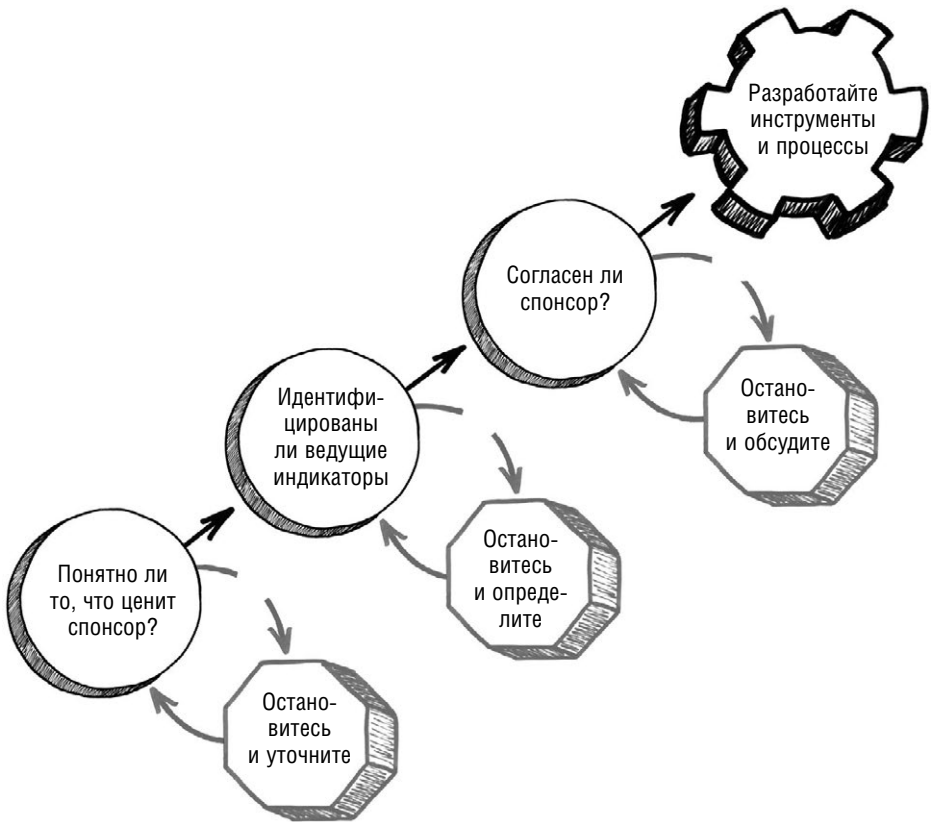 Разработайте
инструменты
и процессы
Согласен ли
спонсор?
Остано-
витесь
и обсудите
Идентифи-
цированы
ли ведущие
индикаторы
Остано-
витесь
и опреде-
лите
Понятно ли
то, что ценит
спонсор?
Остано-
витесь
и уточните